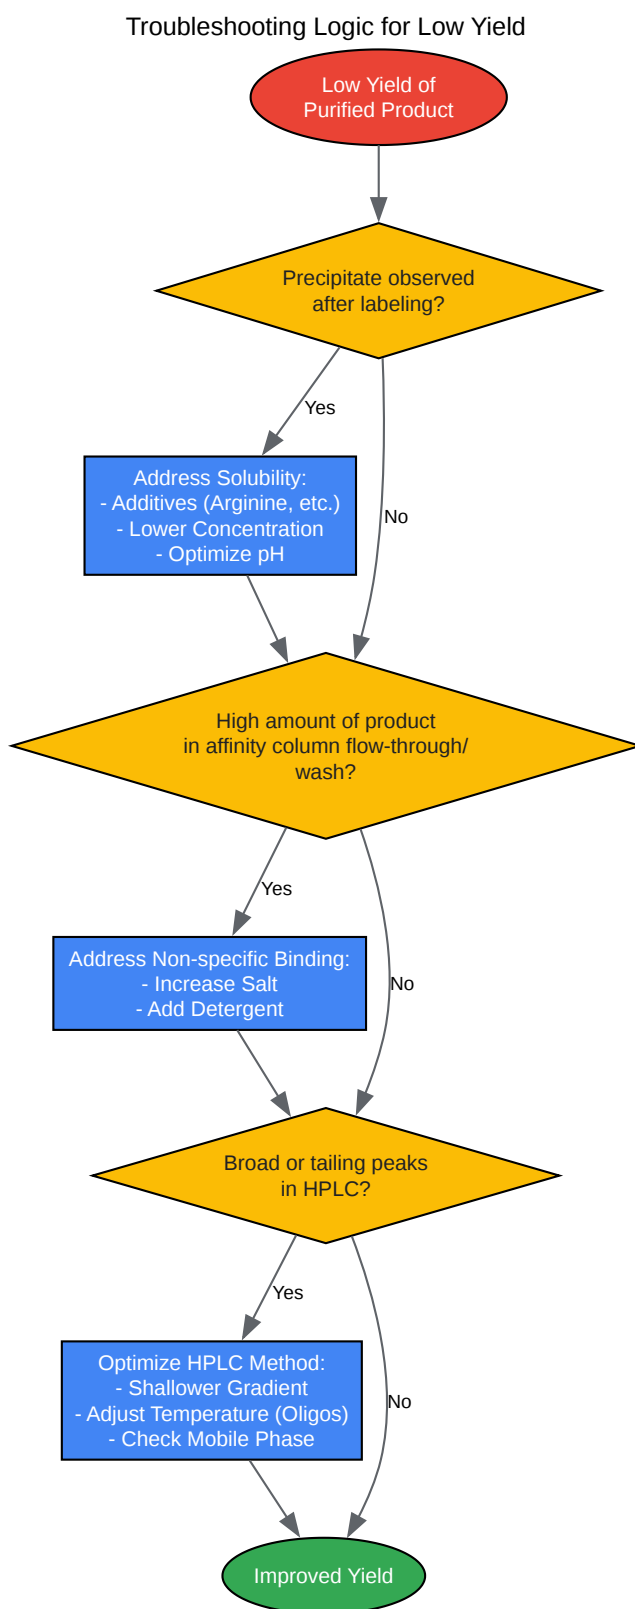 Troubleshooting Logic for Low Yield
Low Yield of
Purified Product
Precipitate observed
after labeling?
Yes
Address Solubility:
- Additives (Arginine, etc.)
- Lower Concentration
- Optimize pH
No
High amount of product
in affinity column flow-through/
wash?
Yes
Address Non-specific Binding:
- Increase Salt
- Add Detergent
No
Broad or tailing peaks
in HPLC?
Yes
Optimize HPLC Method:
- Shallower Gradient
- Adjust Temperature (Oligos)
- Check Mobile Phase
No
Improved Yield